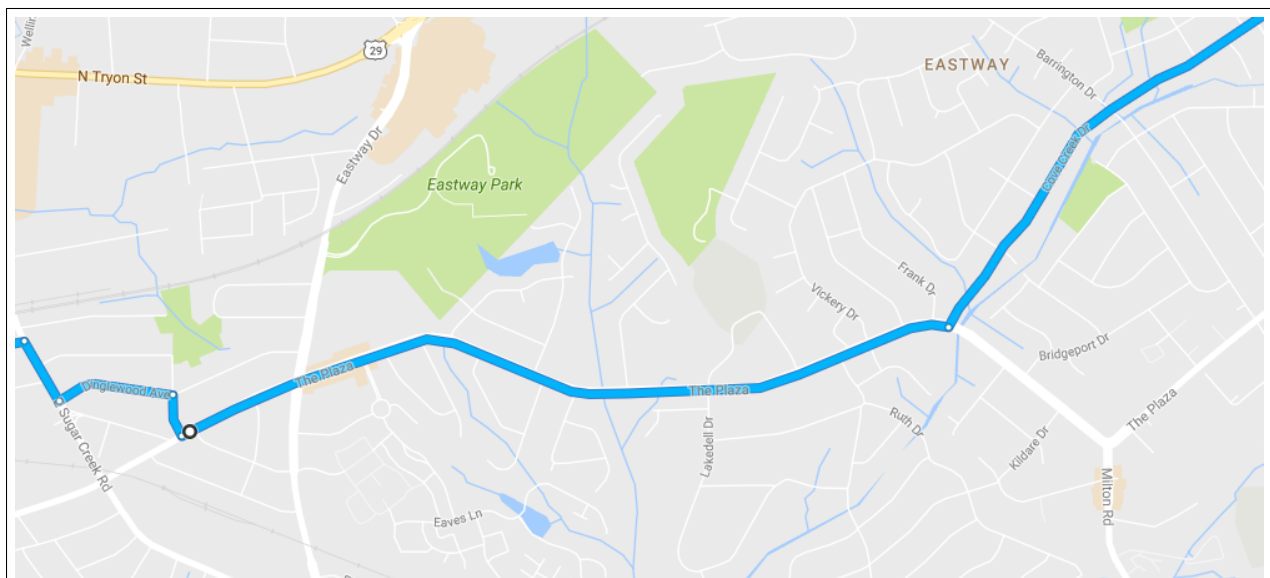 Wellin
29
N Tryon St
EASTWAY
Barrington Dr
Eastway Dr
Cove Creek Dr
Eastway Park
Frank Dr
Vickery Dr
Bridgeport Dr
The Plaza
Dinglewood Ave
The Plaza
The Plaza
Sugar Creek Rd
Lakedell Dr
Ruth Dr
Kildare Dr
Milton Rd
Eaves Ln